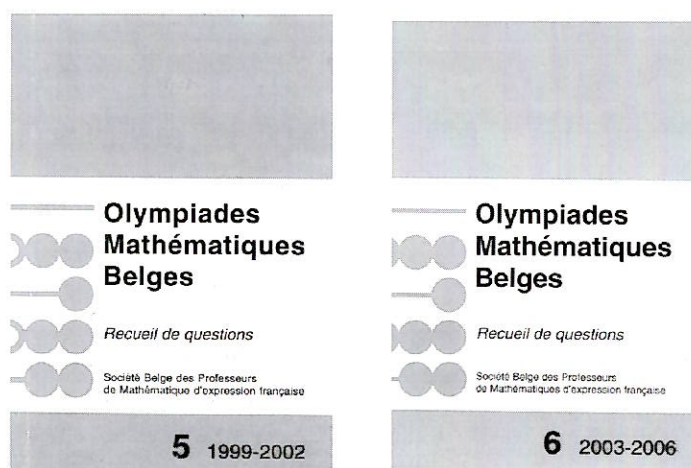 Olympiades
Mathématiques
Belges
Recueil de questions
Société Belge des Professeurs
de Mathématique d'expression française
5 1999-2002
Olympiades
Mathématiques
Belges
Recueil de questions
Société Belge des Professeurs
de Mathématiques d'expression française
6 2003-2006